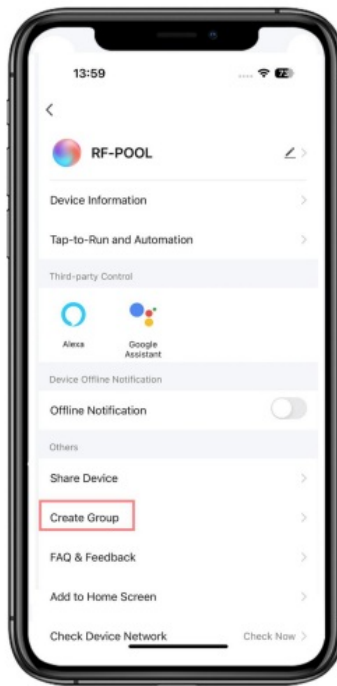 13:59
73
RF-POOL
Device Information
Tap-to-Run and Automation
Third-party Control
Alexa
Google
Assistant
Device Offline Notification
Offline Notification
Others
Share Device
Create Group
FAQ & Feedback
Add to Home Screen
Check Device Network
Check Now